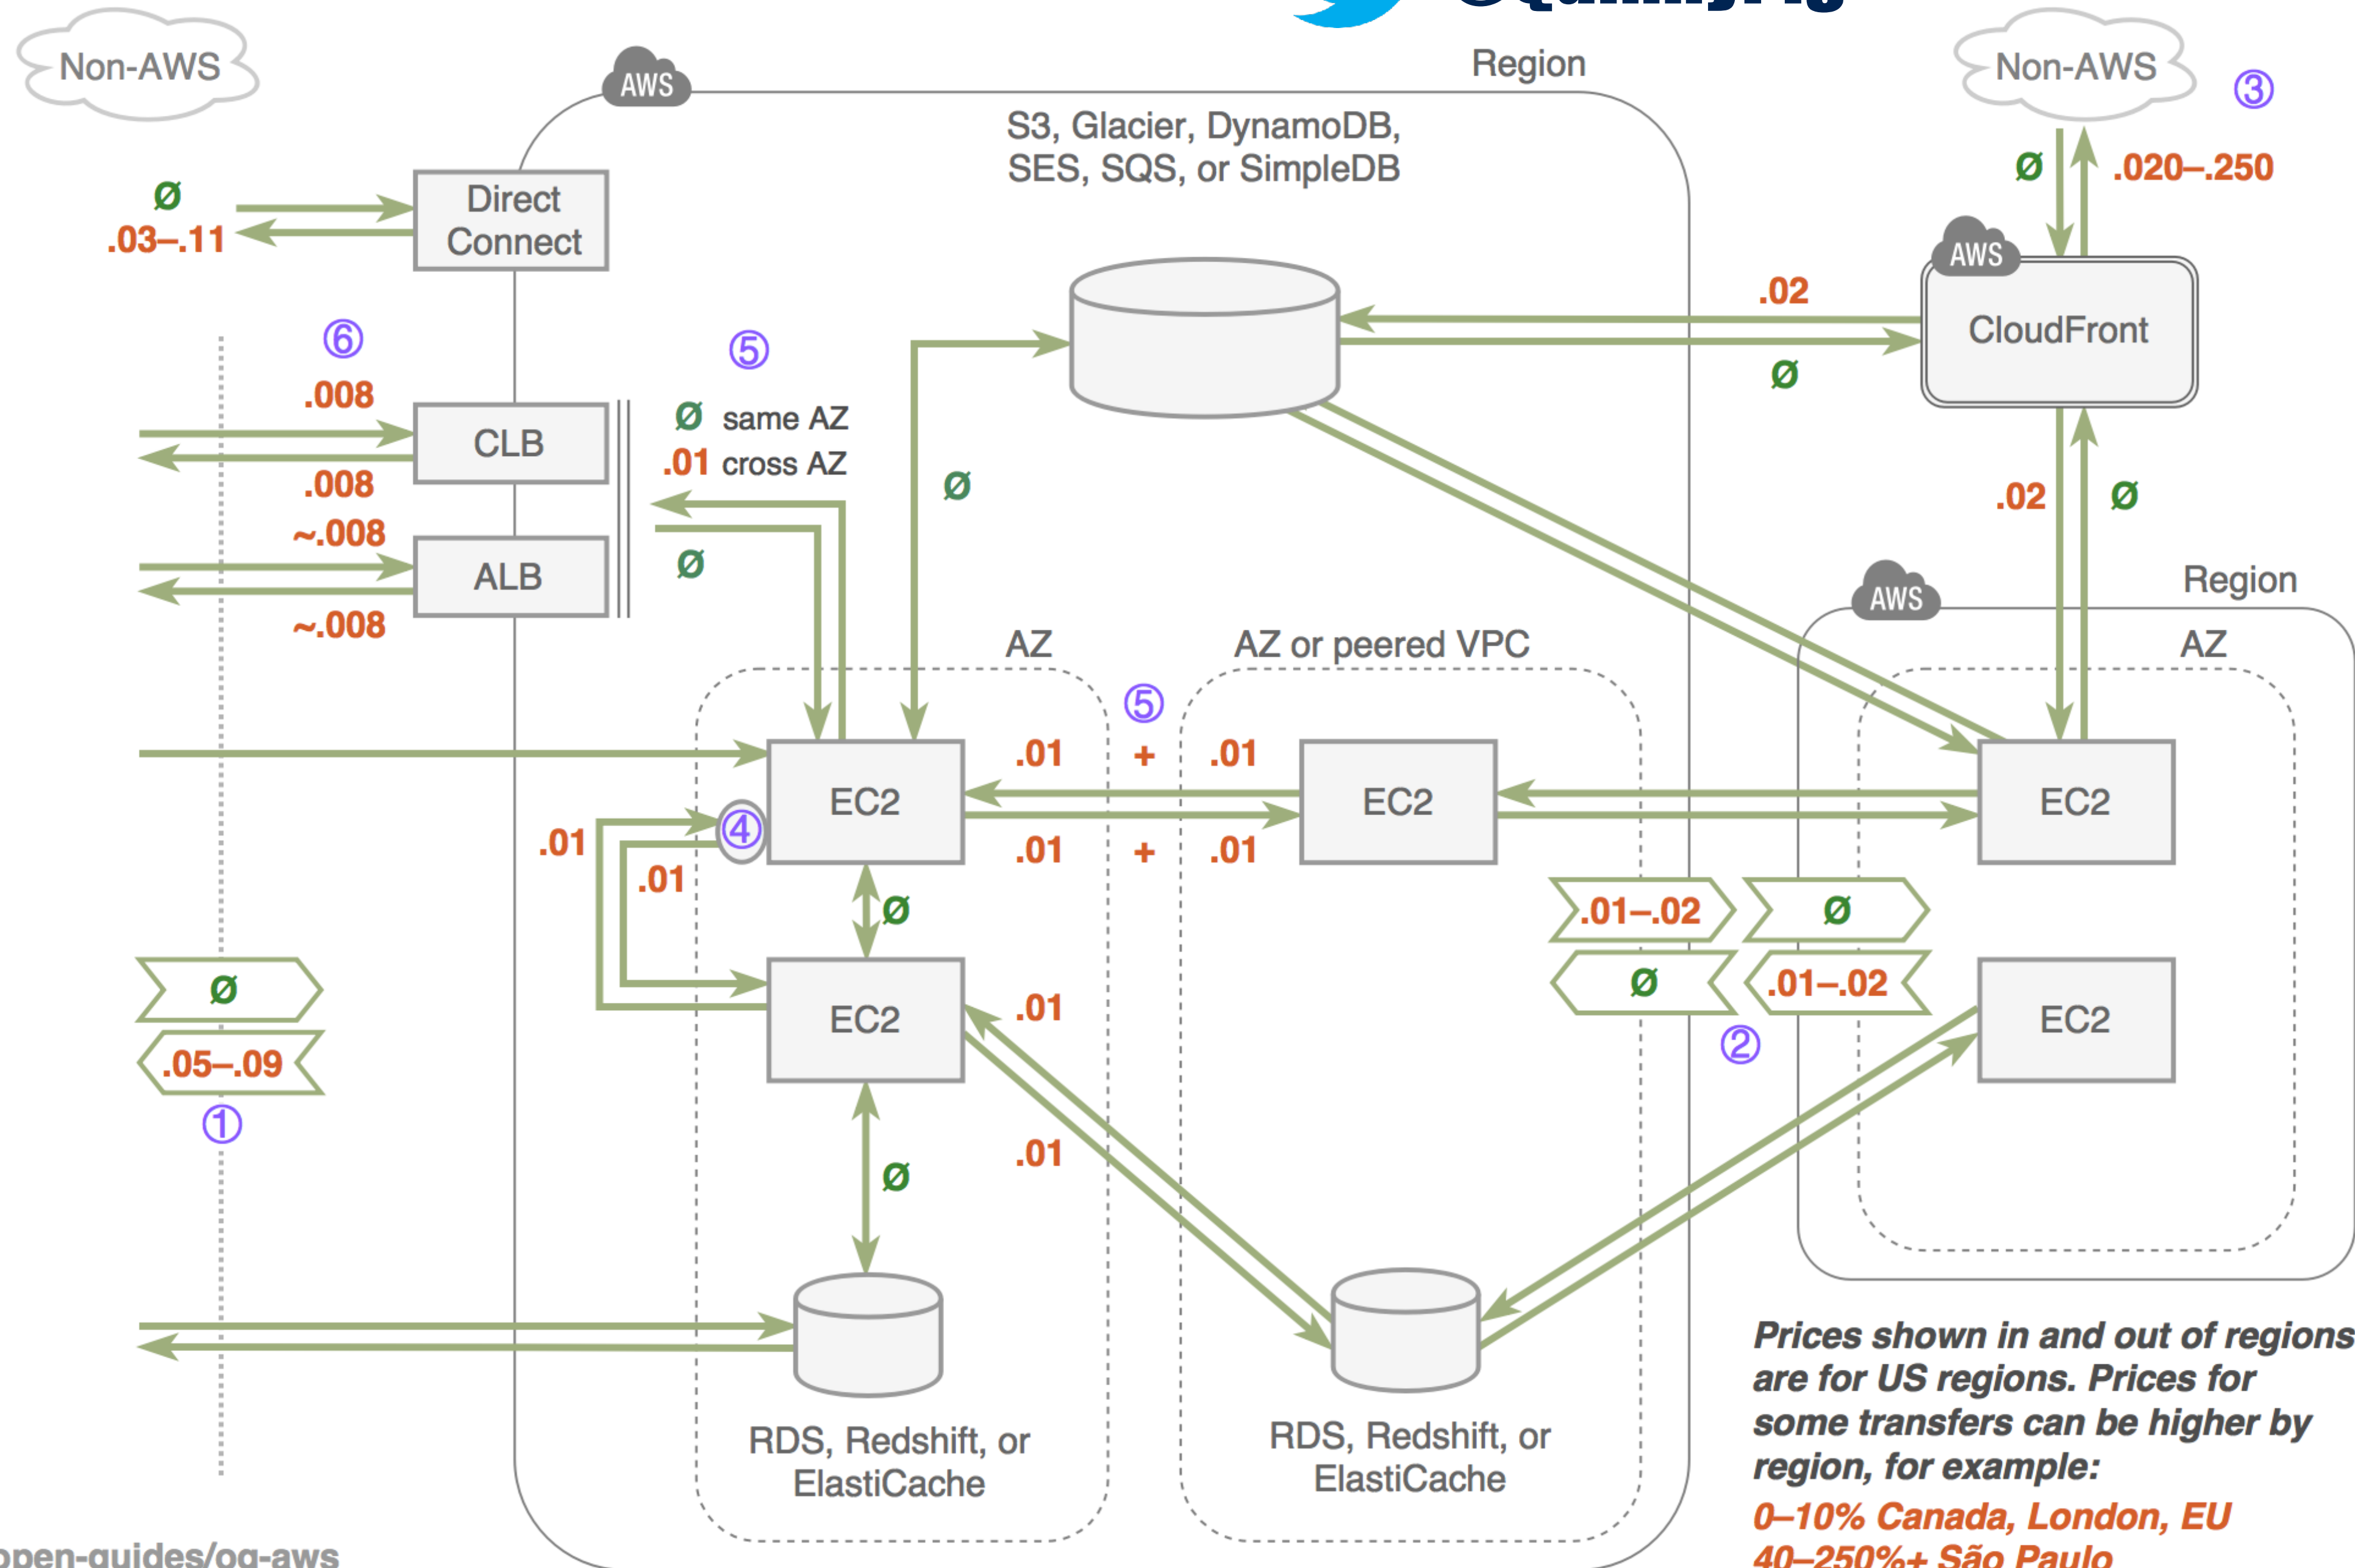 Non-AWS
AWS
Region
Non-AWS
③
S3, Glacier, DynamoDB,
SES, SQS, or SimpleDB
Ø
.020–.250
Direct
Connect
Ø
.03–.11
AWS
CloudFront
.02
Ø
⑥
⑤
.008
CLB
.008
Ø same AZ
.01 cross AZ
Ø
~.008
ALB
~.008
Ø
.02
Ø
AWS
Region
AZ
AZ or peered VPC
AZ
⑤
.01 + .01
EC2
EC2
EC2
④
.01
.01
.01 + .01
Ø
.01–.02
Ø
Ø
.01–.02
②
Ø
.05–.09
①
EC2
.01
EC2
.01
Ø
RDS, Redshift, or
ElastiCache
RDS, Redshift, or
ElastiCache
Prices shown in and out of regions
are for US regions. Prices for
some transfers can be higher by
region, for example:
0–10% Canada, London, EU
40–250%+ São Paulo
open-guides/og-aws